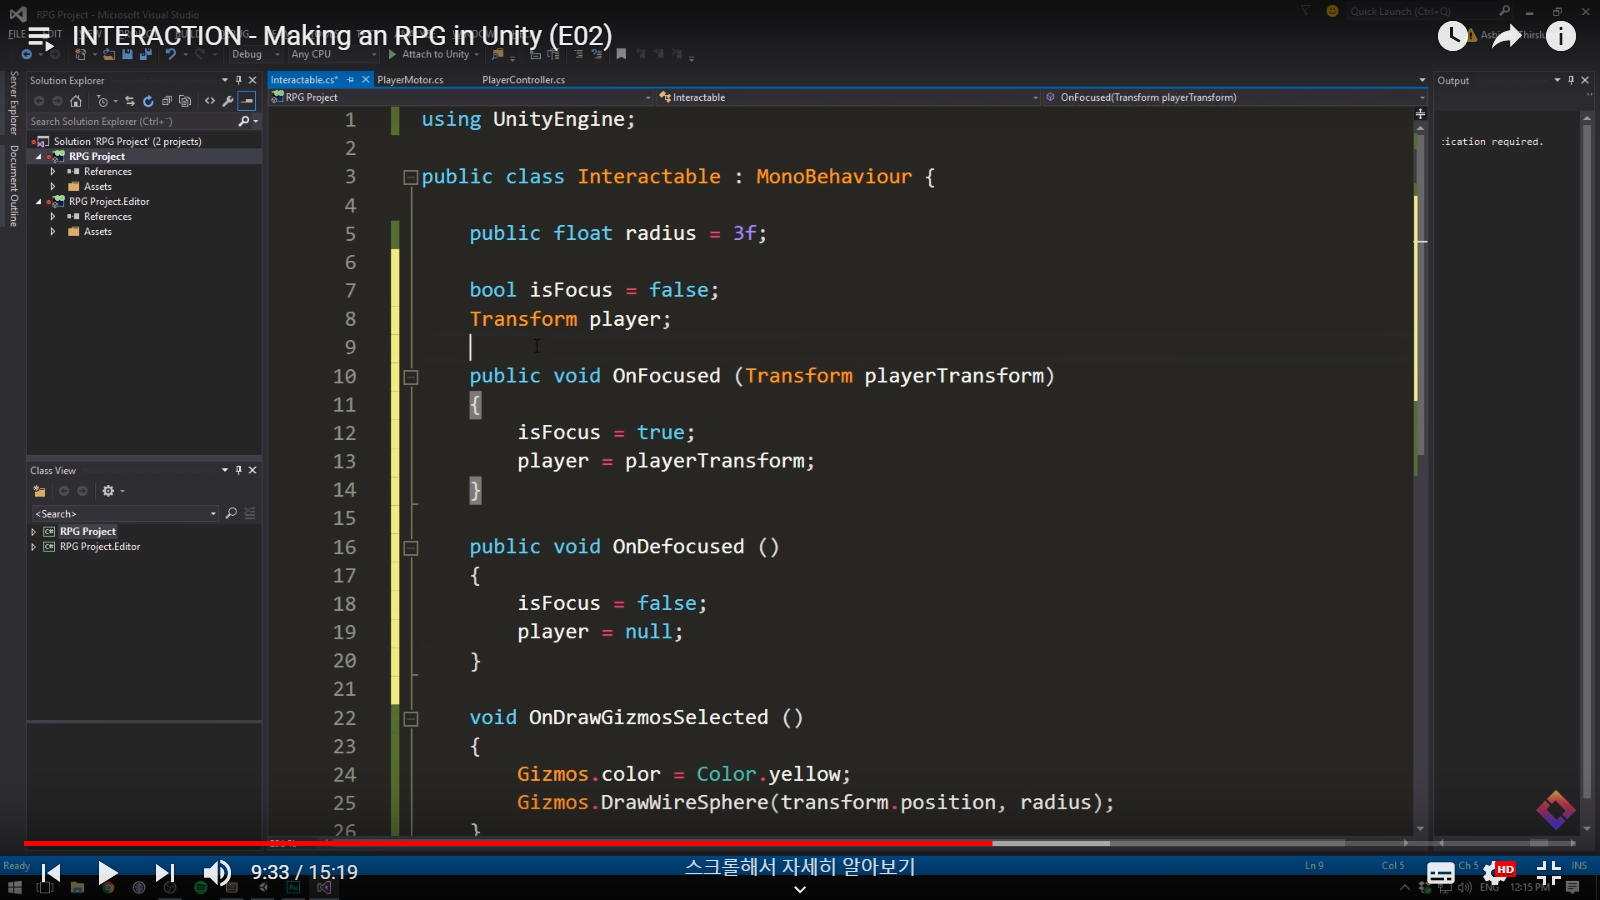 RPG Project - Microsoft Visual Studio
Quick Launch (Ctrl+Q)
INTERACTION - Making an RPG in Unity (E02)
Debug
Any CPU
Attach to Unity
Server Explorer
Document Outline
Solution Explorer
Search Solution Explorer (Ctrl+¨)
Solution 'RPG Project' (2 projects)
RPG Project
References
Assets
RPG Project.Editor
References
Assets
Class View
<Search>
RPG Project
RPG Project.Editor
Interactable.cs*
PlayerMotor.cs
PlayerController.cs
RPG Project
Interactable
OnFocused(Transform playerTransform)
1 using UnityEngine;
2
3 public class Interactable : MonoBehaviour {
4
5 public float radius = 3f;
6
7 bool isFocus = false;
8 Transform player;
9
10 public void OnFocused (Transform playerTransform)
11 {
12 isFocus = true;
13 player = playerTransform;
14 }
15
16 public void OnDefocused ()
17 {
18 isFocus = false;
19 player = null;
20 }
21
22 void OnDrawGizmosSelected ()
23 {
24 Gizmos.color = Color.yellow;
25 Gizmos.DrawWireSphere(transform.position, radius);
26 }
Output
ication required.
Ready
9:33 / 15:19
스크롤해서 자세히 알아보기
Ln 9
Col 5
Ch 5
INS
HD
ENG
12:15 PM